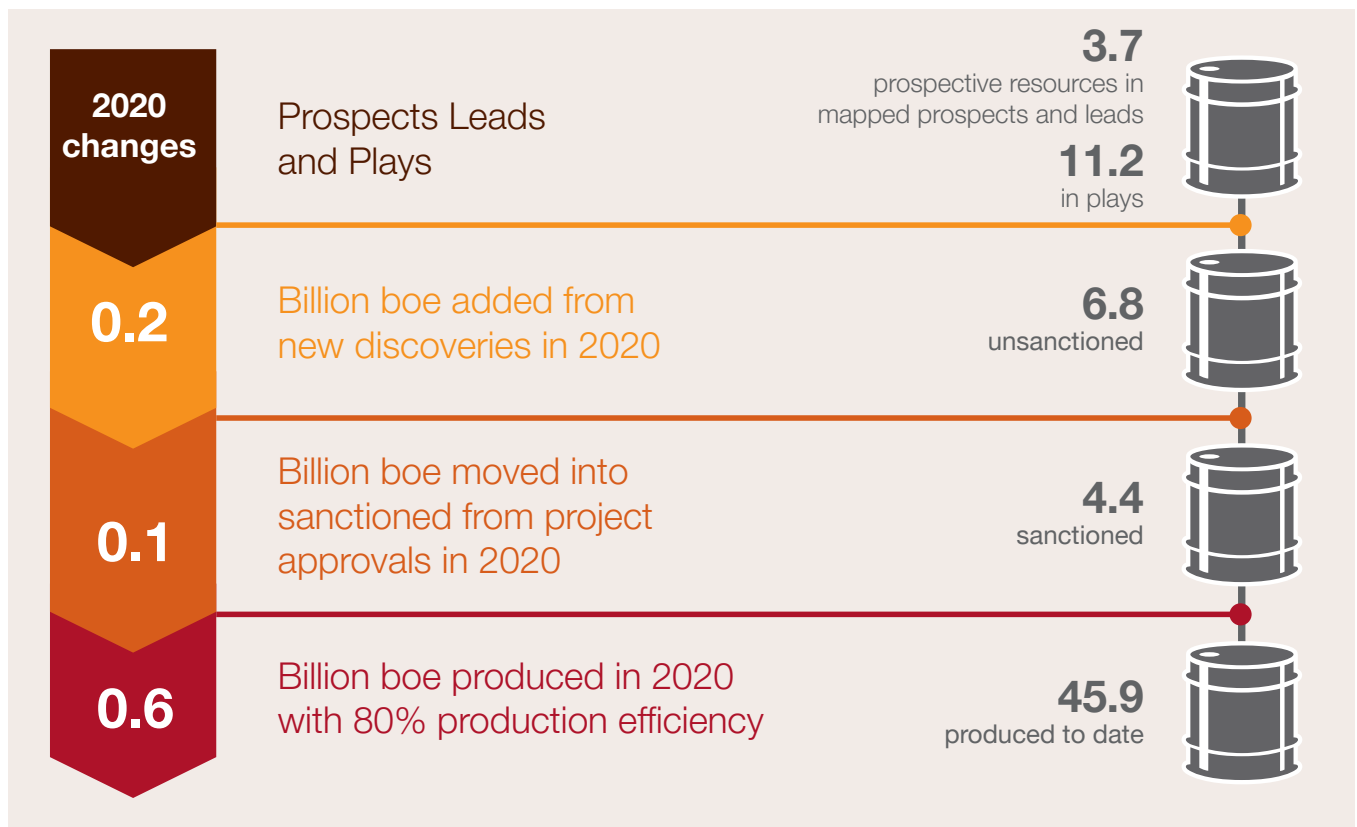 2020
changes
Prospects Leads
and Plays
3.7
prospective resources in
mapped prospects and leads
11.2
in plays
0.2
Billion boe added from
new discoveries in 2020
6.8
unsanctioned
0.1
Billion boe moved into
sanctioned from project
approvals in 2020
4.4
sanctioned
0.6
Billion boe produced in 2020
with 80% production efficiency
45.9
produced to date